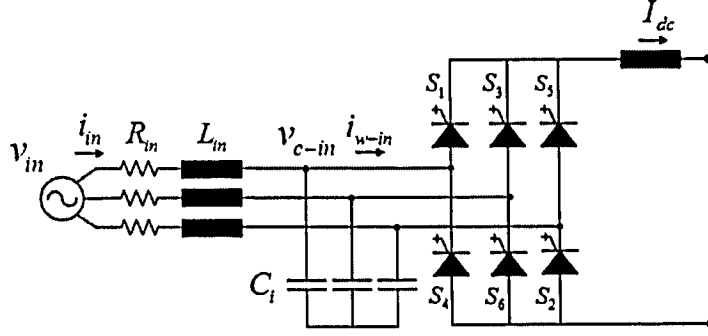 I_dc
S_1 S_3 S_5
i_in R_in L_in v_c-in i_w-in
v_in
C_i
S_4 S_6 S_2